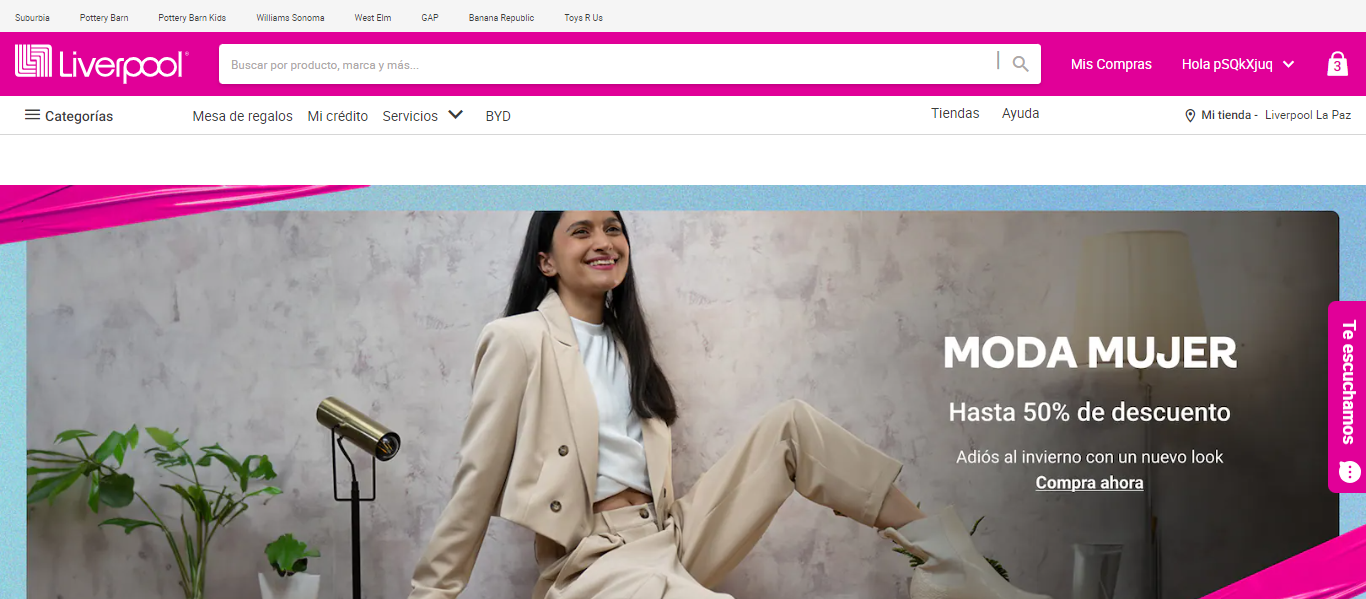 Suburbia Pottery Barn Pottery Barn Kids Williams Sonoma West Elm GAP Banana Republic Toys R Us
Liverpool
Buscar por producto, marca y más...
Mis Compras Hola pSQkXjuq 3
Categorías Mesa de regalos Mi crédito Servicios BYD Tiendas Ayuda Mi tienda - Liverpool La Paz
MODA MUJER
Hasta 50% de descuento
Adiós al invierno con un nuevo look
Compra ahora
Te escuchamos